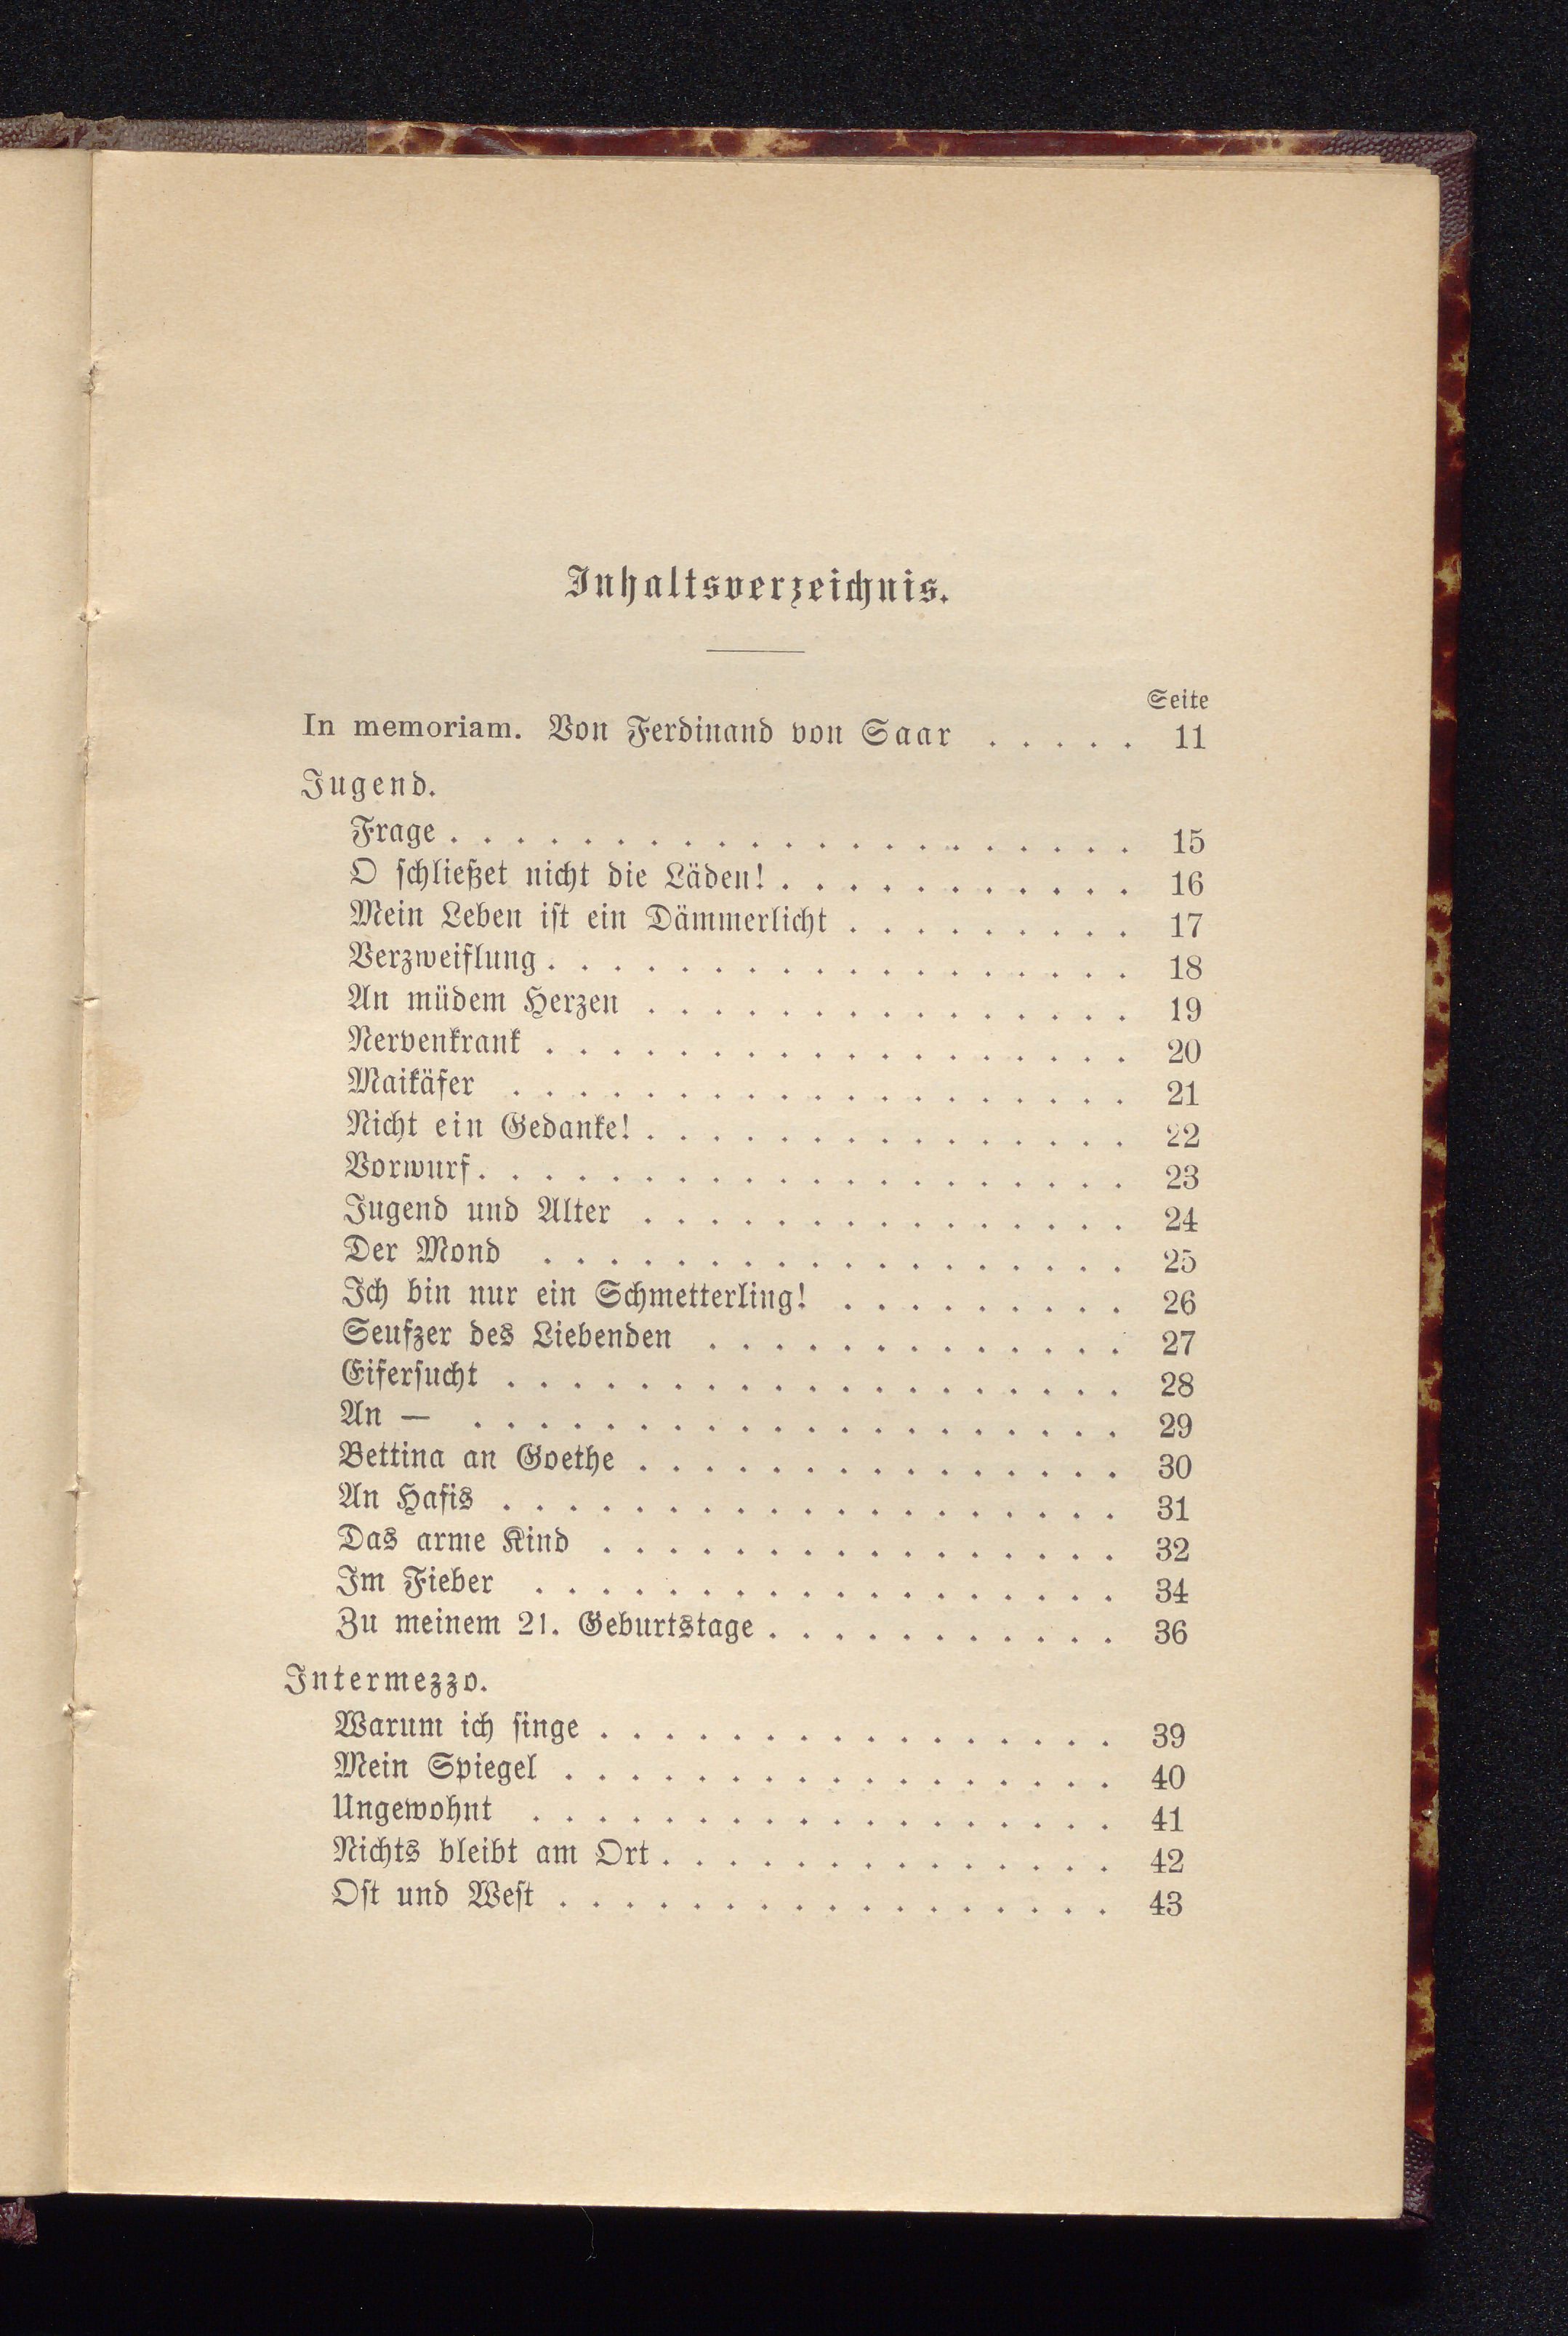 Inhaltsverzeichnis.
Seite
In memoriam. Von Ferdinand von Saar . . . . . 11
Jugend.
Frage . . . . . . . . . . . . . . . . . . . . . 15
O schließet nicht die Läden! . . . . . . . . . . . 16
Mein Leben ist ein Dämmerlicht . . . . . . . . . 17
Verzweiflung . . . . . . . . . . . . . . . . . . 18
An müdem Herzen . . . . . . . . . . . . . . . 19
Nervenkrank . . . . . . . . . . . . . . . . . . 20
Maikäfer . . . . . . . . . . . . . . . . . . . 21
Nicht ein Gedanke! . . . . . . . . . . . . . . . 22
Vorwurf . . . . . . . . . . . . . . . . . . . . 23
Jugend und Alter . . . . . . . . . . . . . . . 24
Der Mond . . . . . . . . . . . . . . . . . . 25
Ich bin nur ein Schmetterling! . . . . . . . . . 26
Seufzer des Liebenden . . . . . . . . . . . . . 27
Eifersucht . . . . . . . . . . . . . . . . . . . 28
An — . . . . . . . . . . . . . . . . . . . . 29
Bettina an Goethe . . . . . . . . . . . . . . . 30
An Hafis . . . . . . . . . . . . . . . . . . . 31
Das arme Kind . . . . . . . . . . . . . . . . 32
Im Fieber . . . . . . . . . . . . . . . . . . 34
Zu meinem 21. Geburtstage . . . . . . . . . . . 36
Intermezzo.
Warum ich singe . . . . . . . . . . . . . . . . 39
Mein Spiegel . . . . . . . . . . . . . . . . . 40
Ungewohnt . . . . . . . . . . . . . . . . . . 41
Nichts bleibt am Ort . . . . . . . . . . . . . . 42
Ost und West . . . . . . . . . . . . . . . . . 43